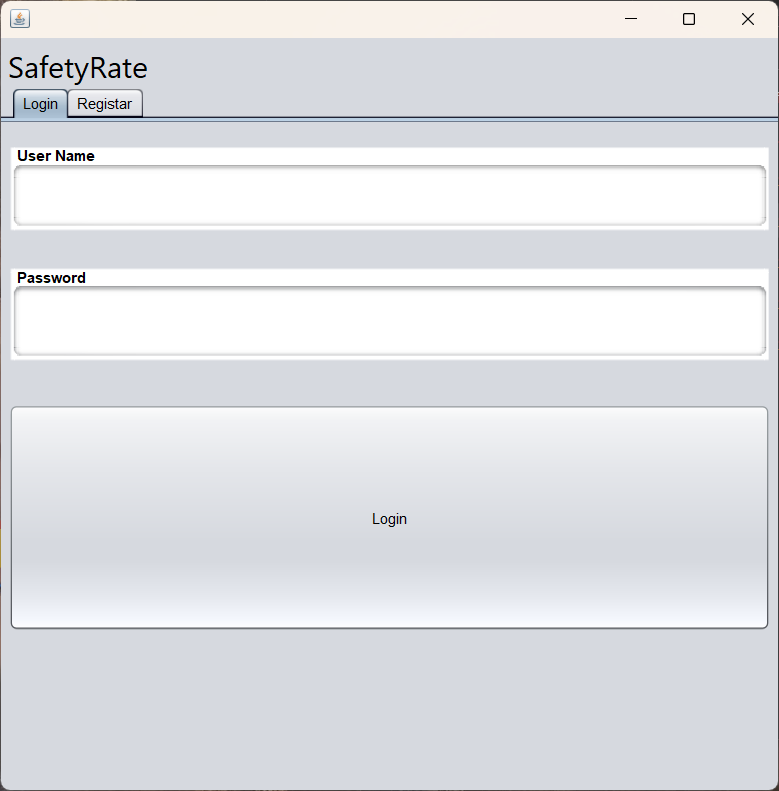 SafetyRate
Login Registar
User Name
Password
Login